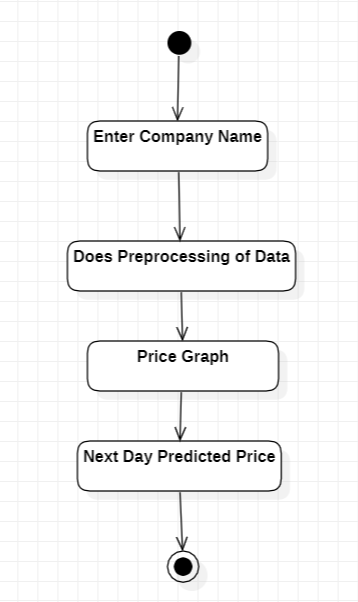 Enter Company Name
Does Preprocessing of Data
Price Graph
Next Day Predicted Price